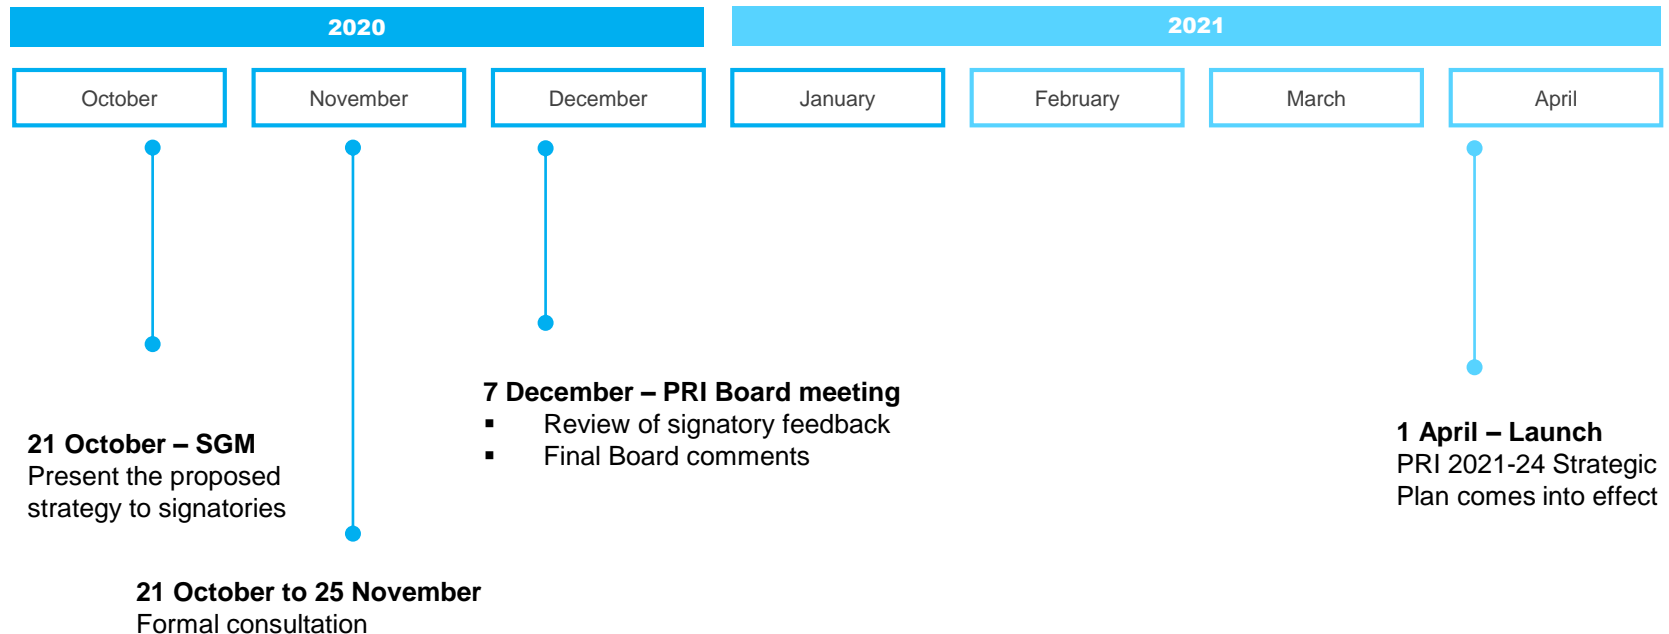 2020
2021
October
November
December
January
February
March
April
21 October – SGM
Present the proposed
strategy to signatories
21 October to 25 November
Formal consultation
7 December – PRI Board meeting
▪ Review of signatory feedback
▪ Final Board comments
1 April – Launch
PRI 2021-24 Strategic
Plan comes into effect